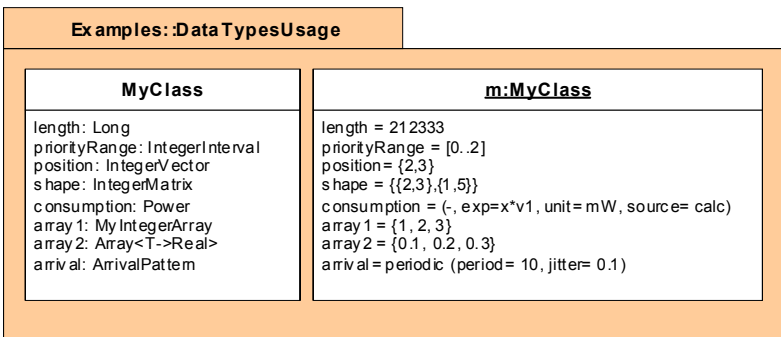 Examples::DataTypesUsage
MyClass
length: Long
priorityRange: IntegerInterval
position: IntegerVector
shape: IntegerMatrix
consumption: Power
array1: MyIntegerArray
array2: Array<T->Real>
arrival: ArrivalPattern
m:MyClass
length = 212333
priorityRange = [0..2]
position= {2,3}
shape = {{2,3},{1,5}}
consumption = (-, exp=x*v1, unit=mW, source= calc)
array1 = {1, 2, 3}
array2 = {0.1, 0.2, 0.3}
arrival=periodic (period= 10, jitter= 0.1)